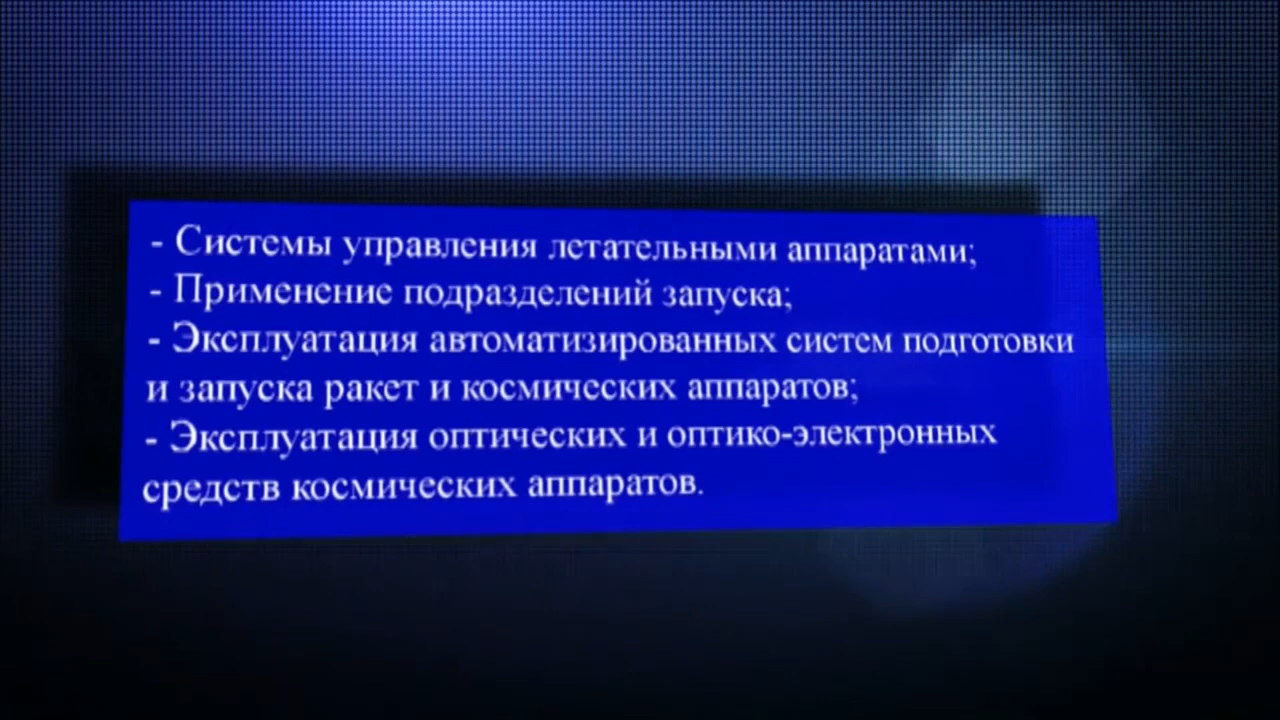 - Системы управления летательными аппаратами;
- Применение подразделений запуска;
- Эксплуатация автоматизированных систем подготовки
и запуска ракет и космических аппаратов;
- Эксплуатация оптических и оптико-электронных
средств космических аппаратов.